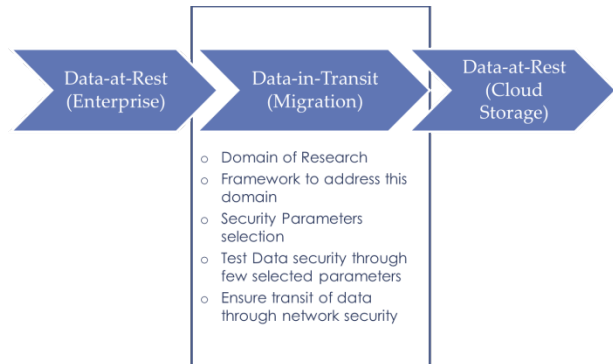 Data-at-Rest
(Enterprise)
Data-in-Transit
(Migration)
Data-at-Rest
(Cloud
Storage)
o Domain of Research
o Framework to address this
domain
o Security Parameters
selection
o Test Data security through
few selected parameters
o Ensure transit of data
through network security